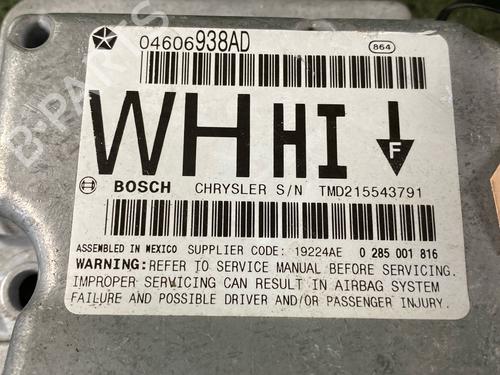 04606938AD
864
WH HI
F
BOSCH CHRYSLER S/N TMD215543791
ASSEMBLED IN MEXICO SUPPLIER CODE: 19224AE 0 285 001 816
WARNING: REFER TO SERVICE MANUAL BEFORE SERVICING.
IMPROPER SERVICING CAN RESULT IN AIRBAG SYSTEM
FAILURE AND POSSIBLE DRIVER AND/OR PASSENGER INJURY.
B-PARTS